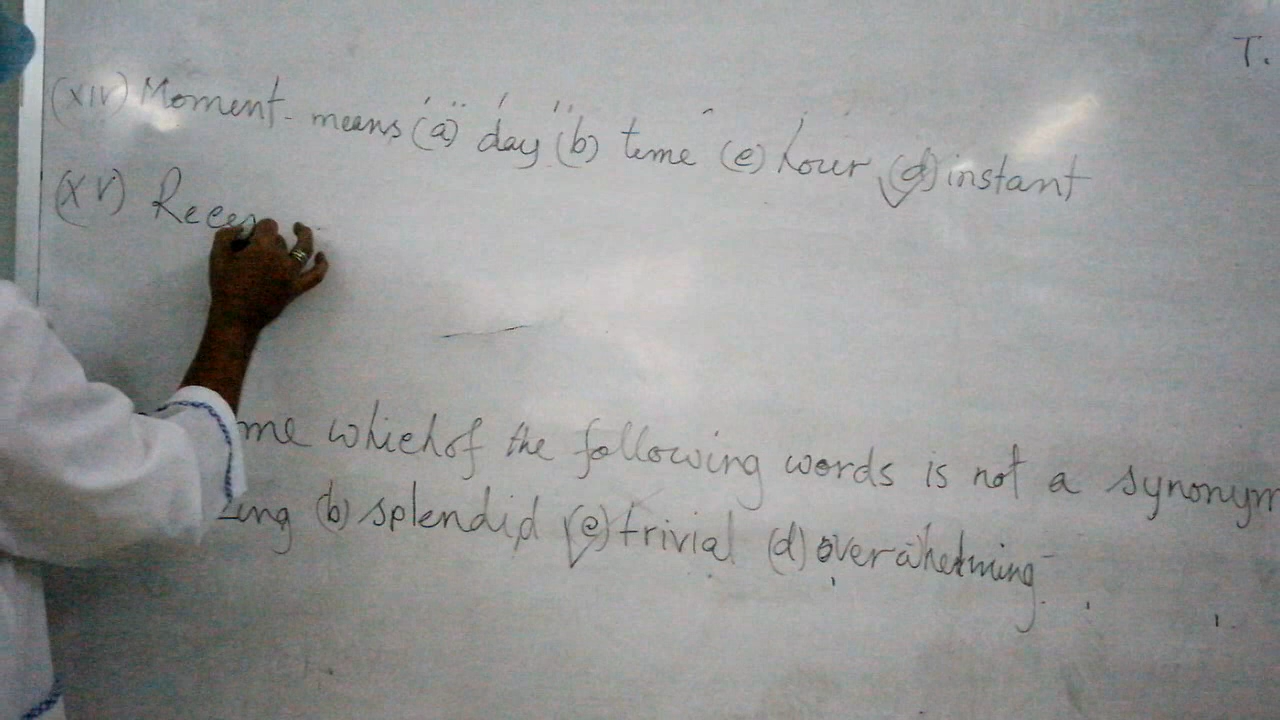 T.
(xiv) Moment - means (a) day (b) time (c) hour (d) instant
(xv) Recen
me which of the following words is not a synonym
zing (b) splendid (c) trivial (d) overwhelming